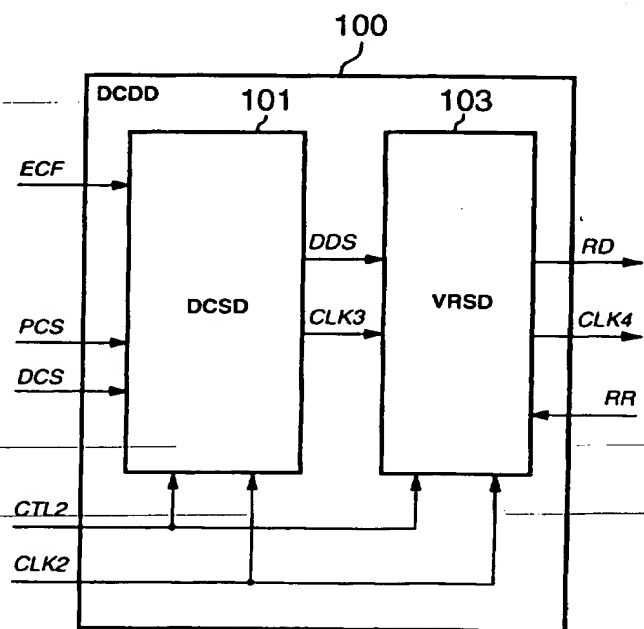 100
DCDD
101
103
ECF
DDS
RD
DCSD
VRSD
PCS
CLK3
CLK4
DCS
RR
CTL2
CLK2